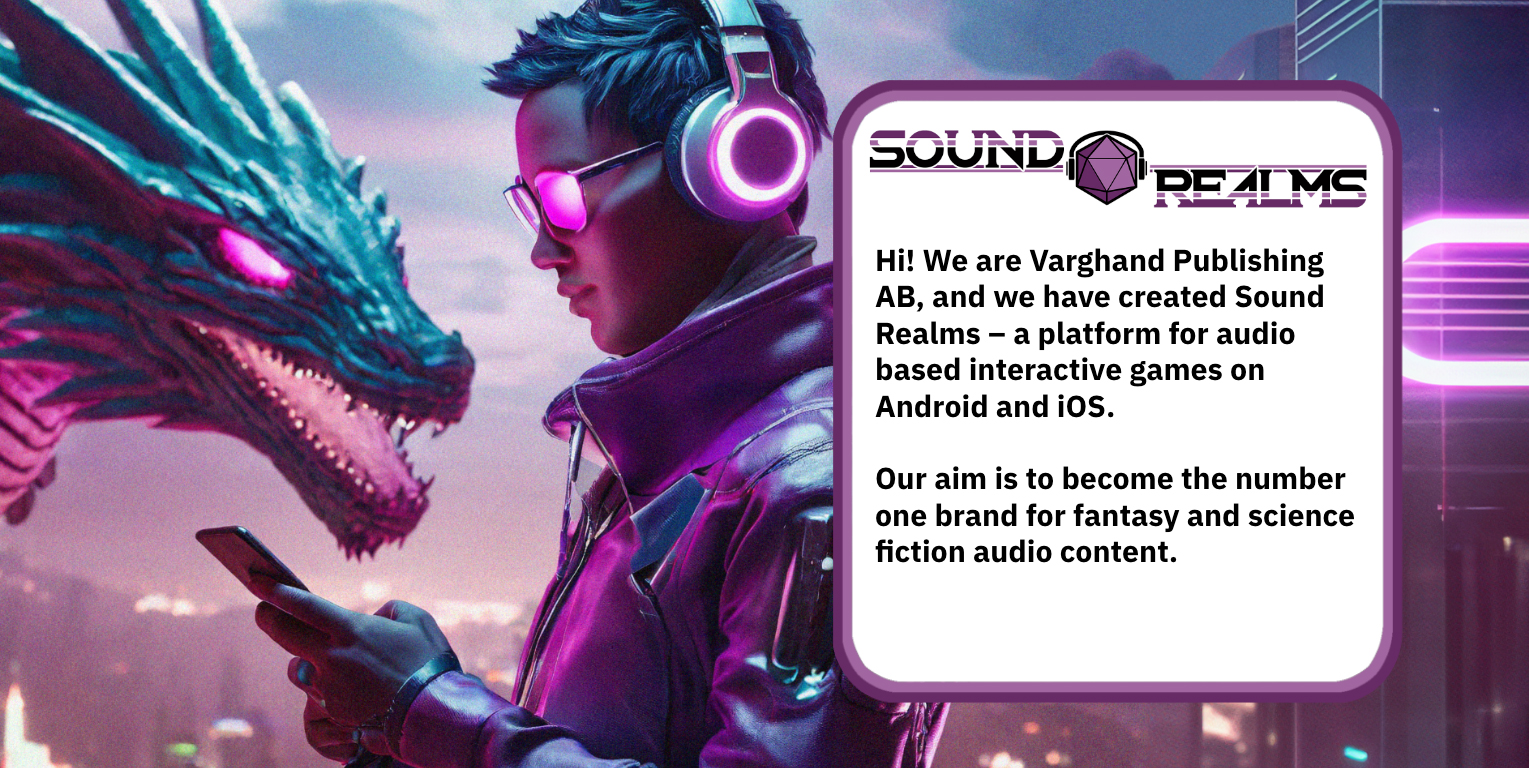 SOUND
REALMS
Hi! We are Varghand Publishing
AB, and we have created Sound
Realms – a platform for audio
based interactive games on
Android and iOS.
Our aim is to become the number
one brand for fantasy and science
fiction audio content.